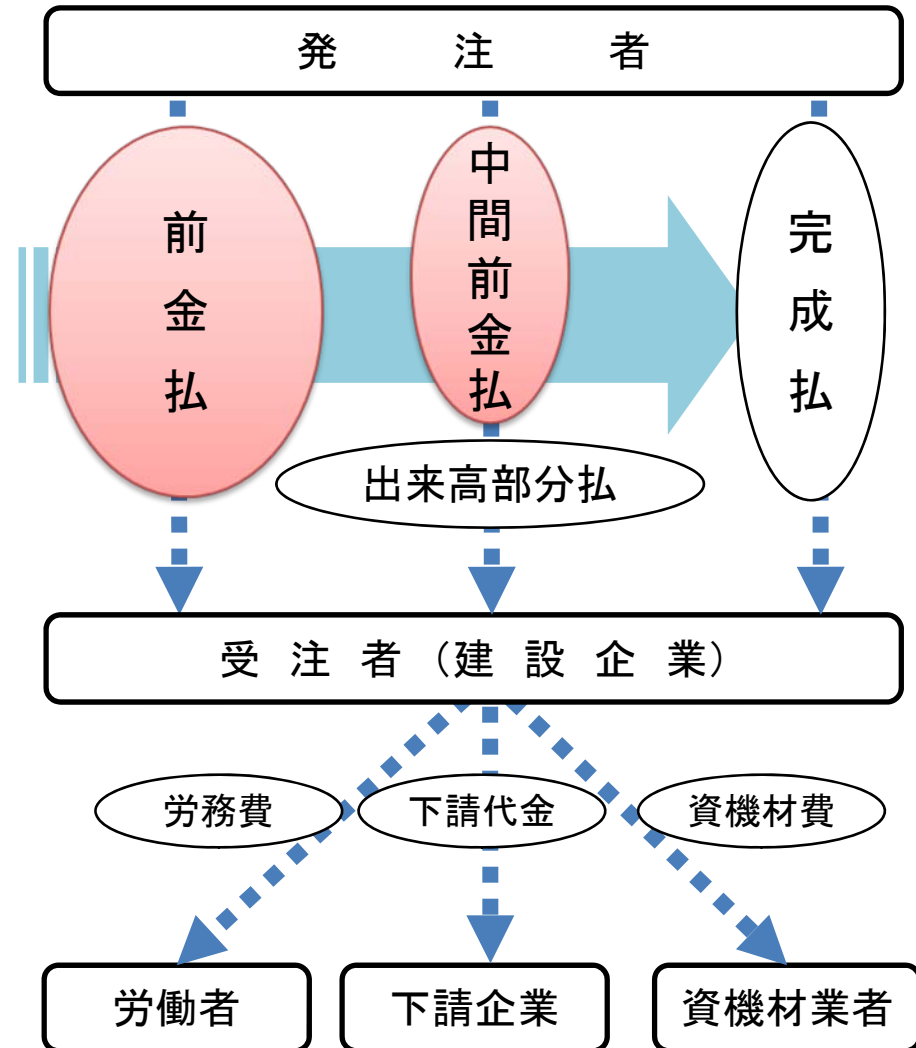 発注者
前金払
中間前金払
完成払
出来高部分払
受注者（建設企業）
労務費
下請代金
資機材費
労働者
下請企業
資機材業者